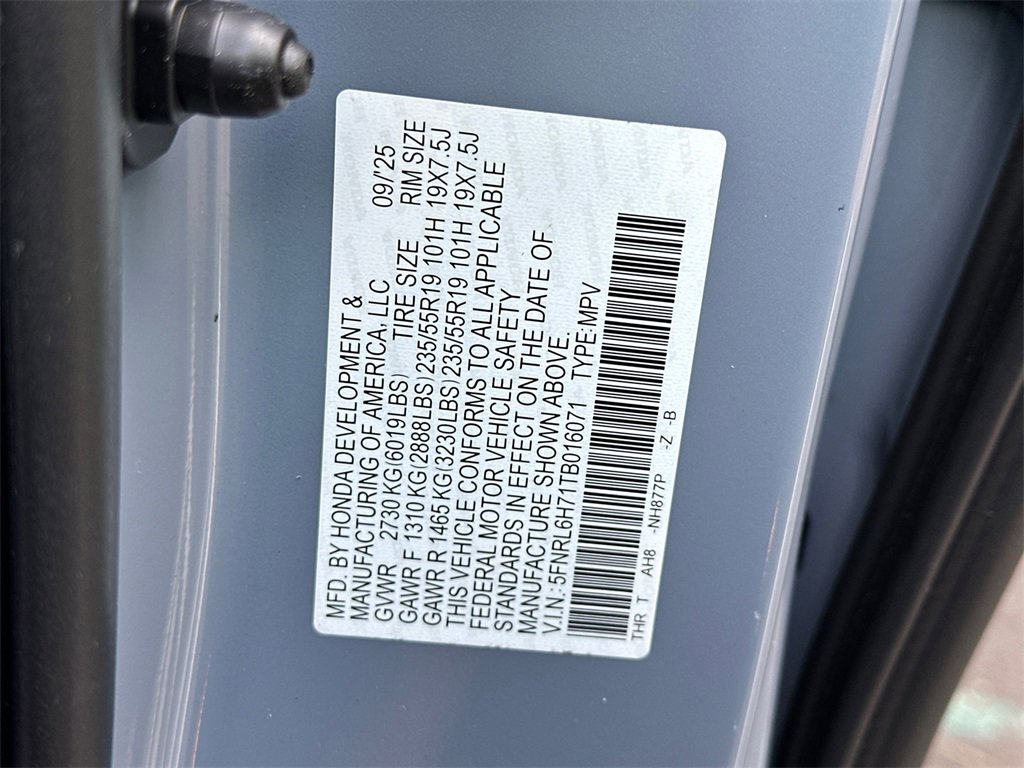 MFD. BY HONDA DEVELOPMENT &
MANUFACTURING OF AMERICA, LLC 09/'25
GVWR 2730 KG (6019LBS) TIRE SIZE RIM SIZE
GAWR F 1310 KG (2888LBS) 235/55R19 101H 19X7.5J
GAWR R 1465 KG (3230LBS) 235/55R19 101H 19X7.5J
THIS VEHICLE CONFORMS TO ALL APPLICABLE
FEDERAL MOTOR VEHICLE SAFETY
STANDARDS IN EFFECT ON THE DATE OF
MANUFACTURE SHOWN ABOVE.
V.I.N.: 5FNRL6H71TB016071 TYPE: MPV
THR T AH8 -NH877P -Z -B